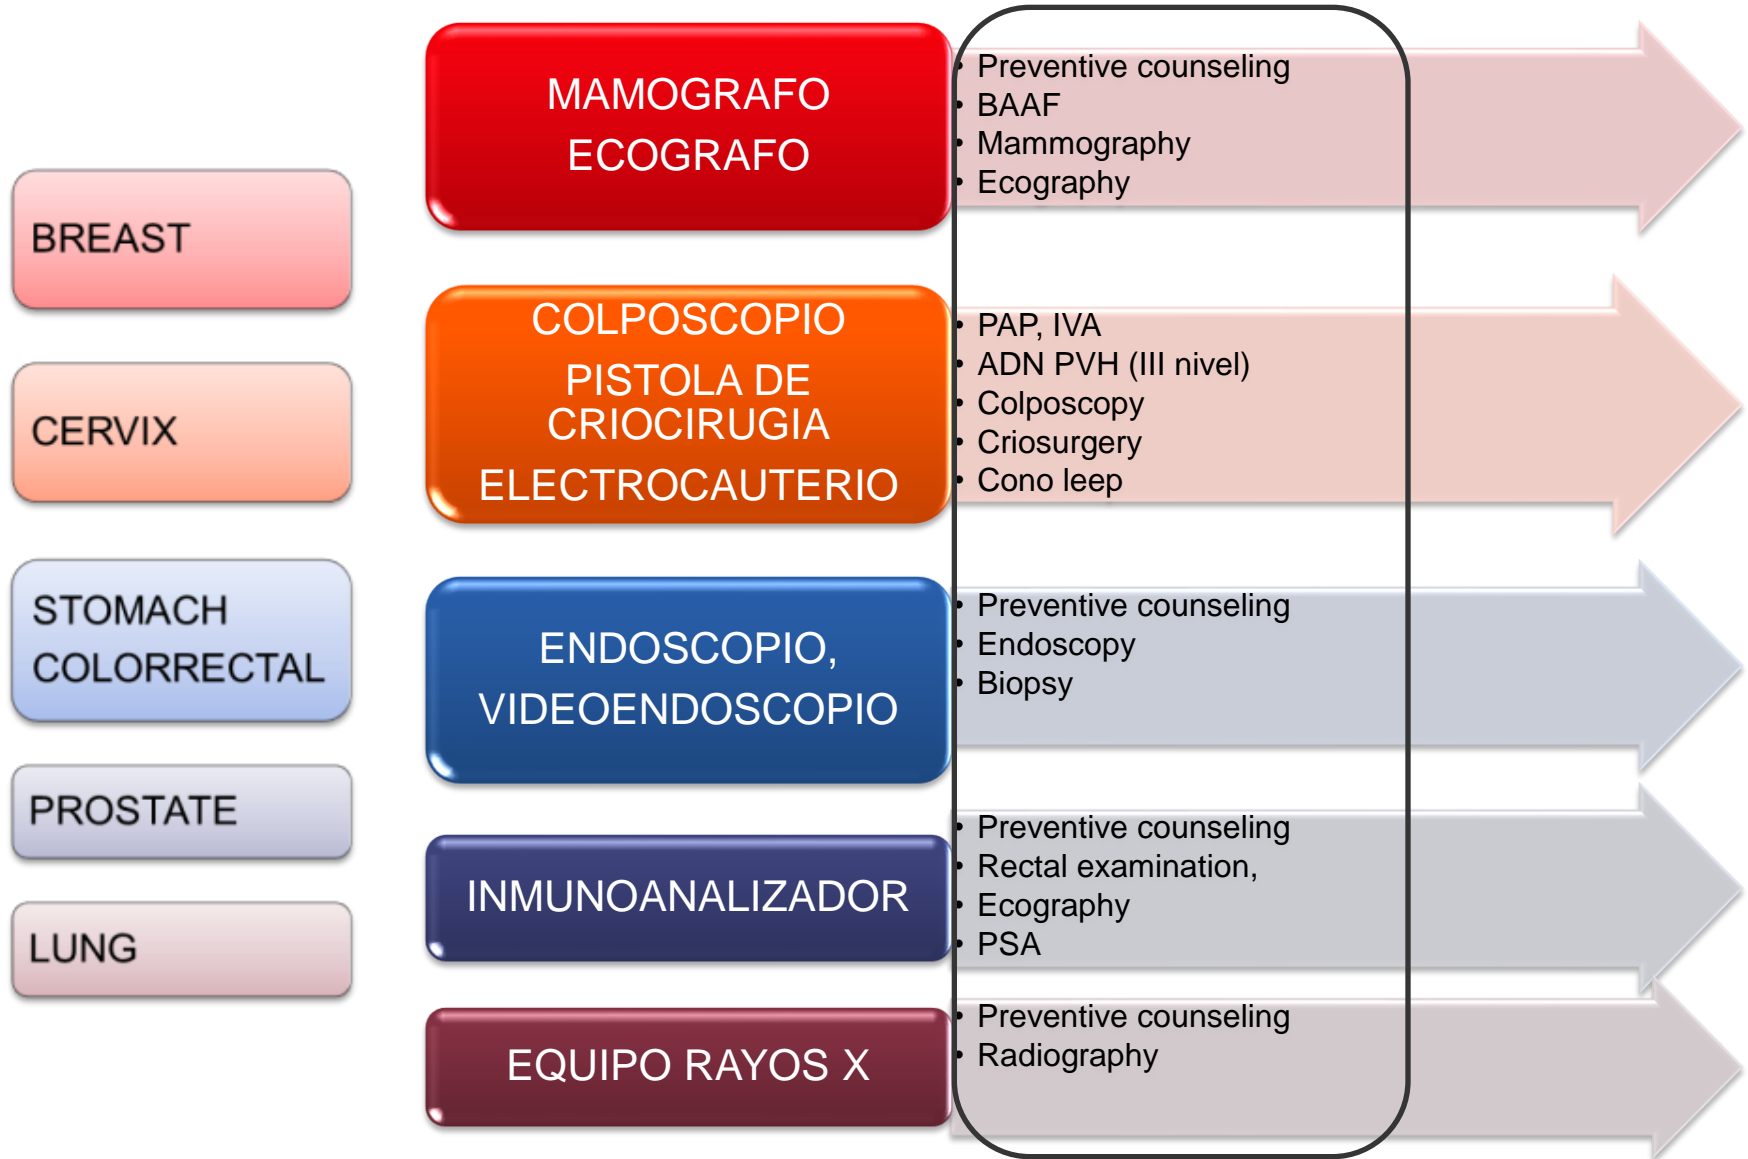 BREAST
CERVIX
STOMACH
COLORRECTAL
PROSTATE
LUNG
MAMOGRAFO
ECOGRAFO
• Preventive counseling
• BAAF
• Mammography
• Ecography
COLPOSCOPIO
PISTOLA DE
CRIOCIRUGIA
ELECTROCAUTERIO
• PAP, IVA
• ADN PVH (III nivel)
• Colposcopy
• Criosurgery
• Cono leep
ENDOSCOPIO,
VIDEOENDOSCOPIO
• Preventive counseling
• Endoscopy
• Biopsy
INMUNOANALIZADOR
• Preventive counseling
• Rectal examination,
• Ecography
• PSA
EQUIPO RAYOS X
• Preventive counseling
• Radiography